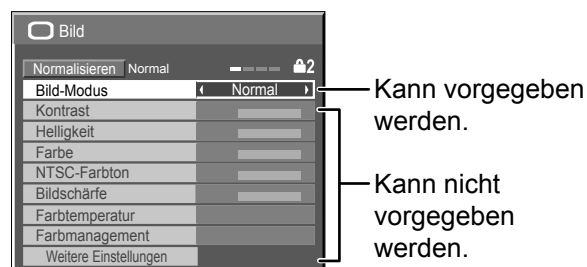 Bild
Normalisieren Normal 2
Bild-Modus Normal
Kontrast
Helligkeit
Farbe
NTSC-Farbton
Bildschärfe
Farbtemperatur
Farbmanagement
Weitere Einstellungen
Kann vorgegeben
werden.
Kann nicht
vorgegeben
werden.